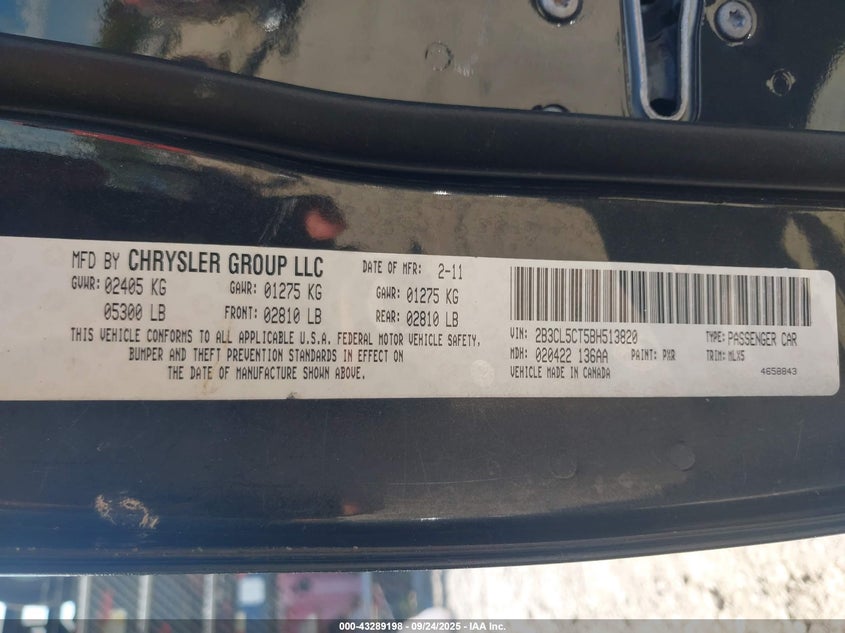 MFD BY CHRYSLER GROUP LLC DATE OF MFR: 2-11
GVWR: 02405 KG GAWR: 01275 KG GAWR: 01275 KG
05300 LB FRONT: 02810 LB REAR: 02810 LB
THIS VEHICLE CONFORMS TO ALL APPLICABLE U.S.A. FEDERAL MOTOR VEHICLE SAFETY,
BUMPER AND THEFT PREVENTION STANDARDS IN EFFECT ON
THE DATE OF MANUFACTURE SHOWN ABOVE.
VIN: 2B3CL5CT5BH513820 TYPE: PASSENGER CAR
MDH: 020422 136AA PAINT: PXR TRIM: MLX5
VEHICLE MADE IN CANADA 4658843
000-43289198 - 09/24/2025 - IAA Inc.